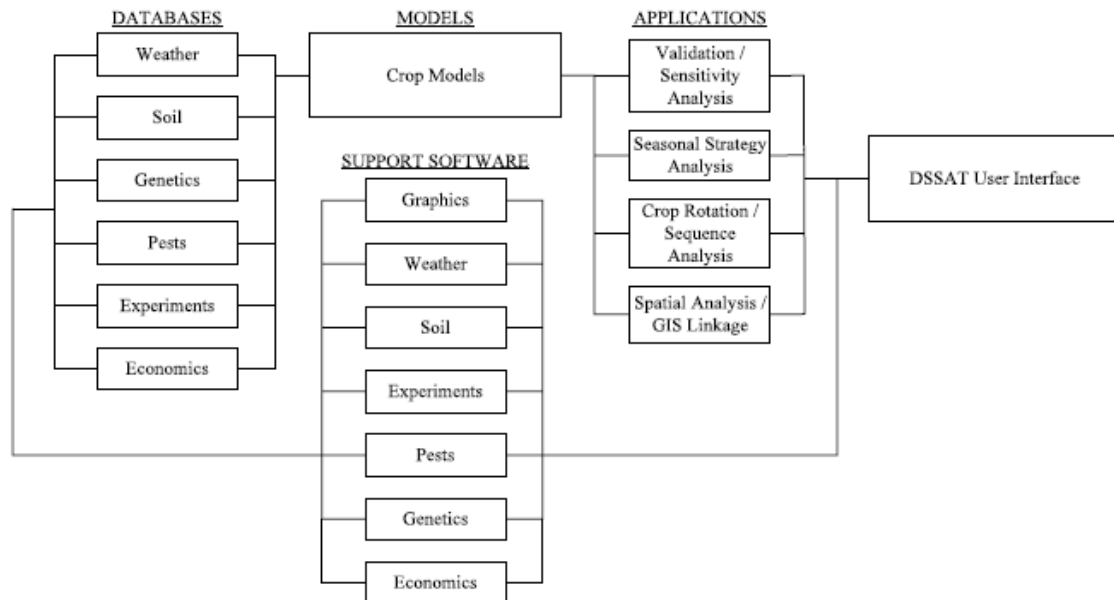 DATABASES
Weather
Soil
Genetics
Pests
Experiments
Economics
MODELS
Crop Models
SUPPORT SOFTWARE
Graphics
Weather
Soil
Experiments
Pests
Genetics
Economics
APPLICATIONS
Validation /
Sensitivity
Analysis
Seasonal Strategy
Analysis
Crop Rotation /
Sequence
Analysis
Spatial Analysis /
GIS Linkage
DSSAT User Interface